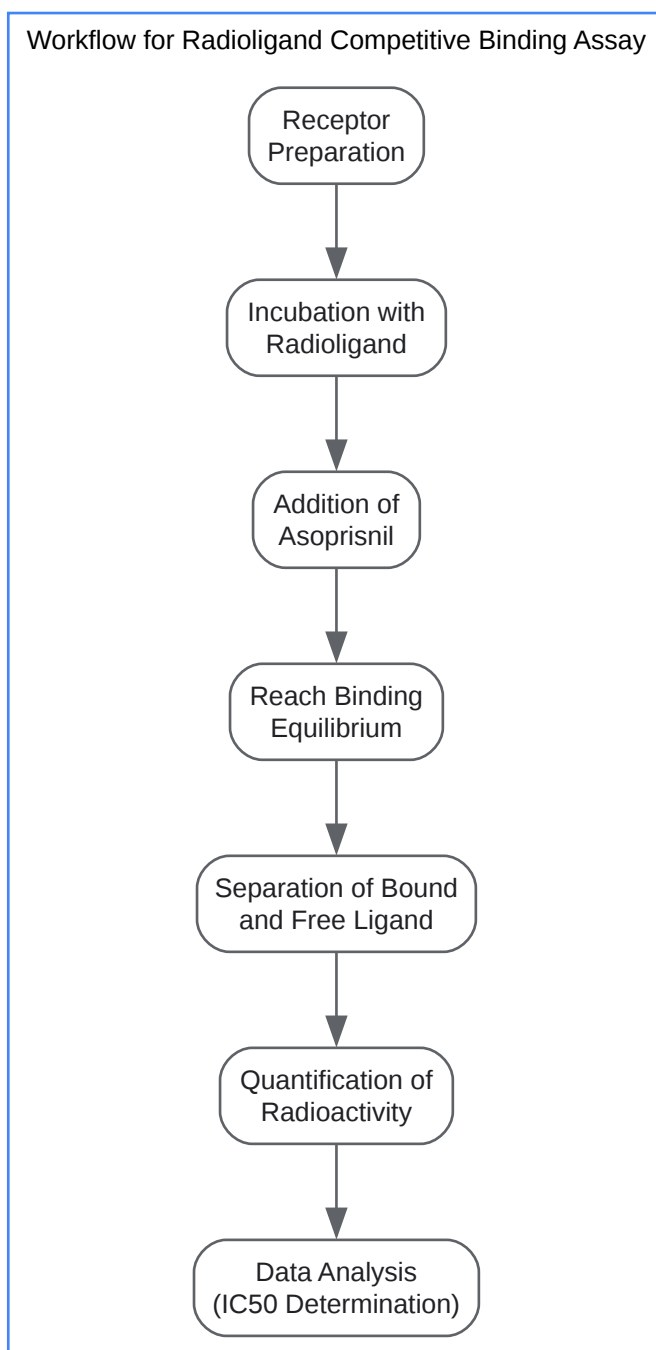 Workflow for Radioligand Competitive Binding Assay
Receptor
Preparation
Incubation with
Radioligand
Addition of
Asoprisnil
Reach Binding
Equilibrium
Separation of Bound
and Free Ligand
Quantification of
Radioactivity
Data Analysis
(IC50 Determination)